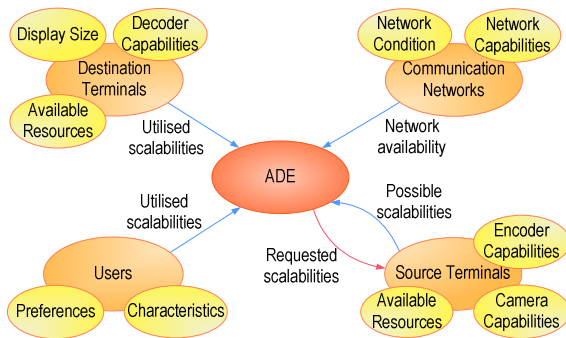 Display Size
Decoder
Capabilities
Destination
Terminals
Available
Resources
Utilised
scalabilities
Network
Condition
Network
Capabilities
Communication
Networks
Network
availability
ADE
Utilised
scalabilities
Possible
scalabilities
Requested
scalabilities
Users
Preferences
Characteristics
Encoder
Capabilities
Source Terminals
Available
Resources
Camera
Capabilities